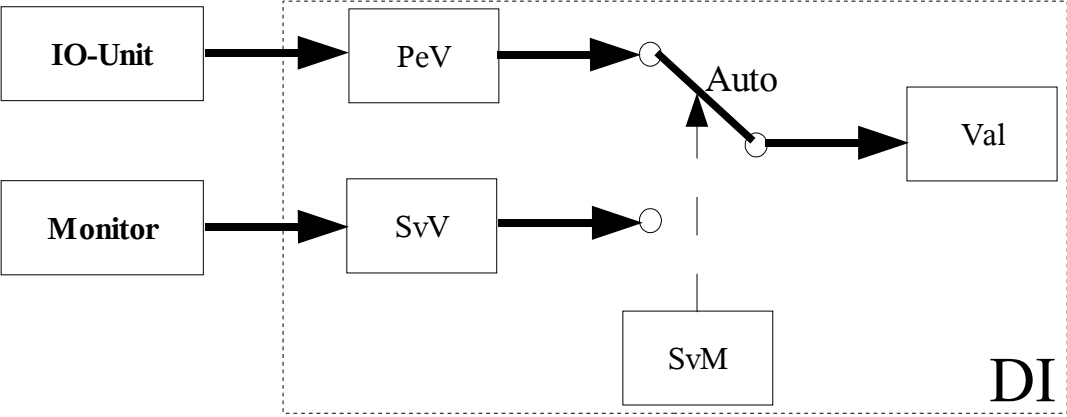 IO-Unit
PeV
Auto
Val
Monitor
SvV
SvM
DI